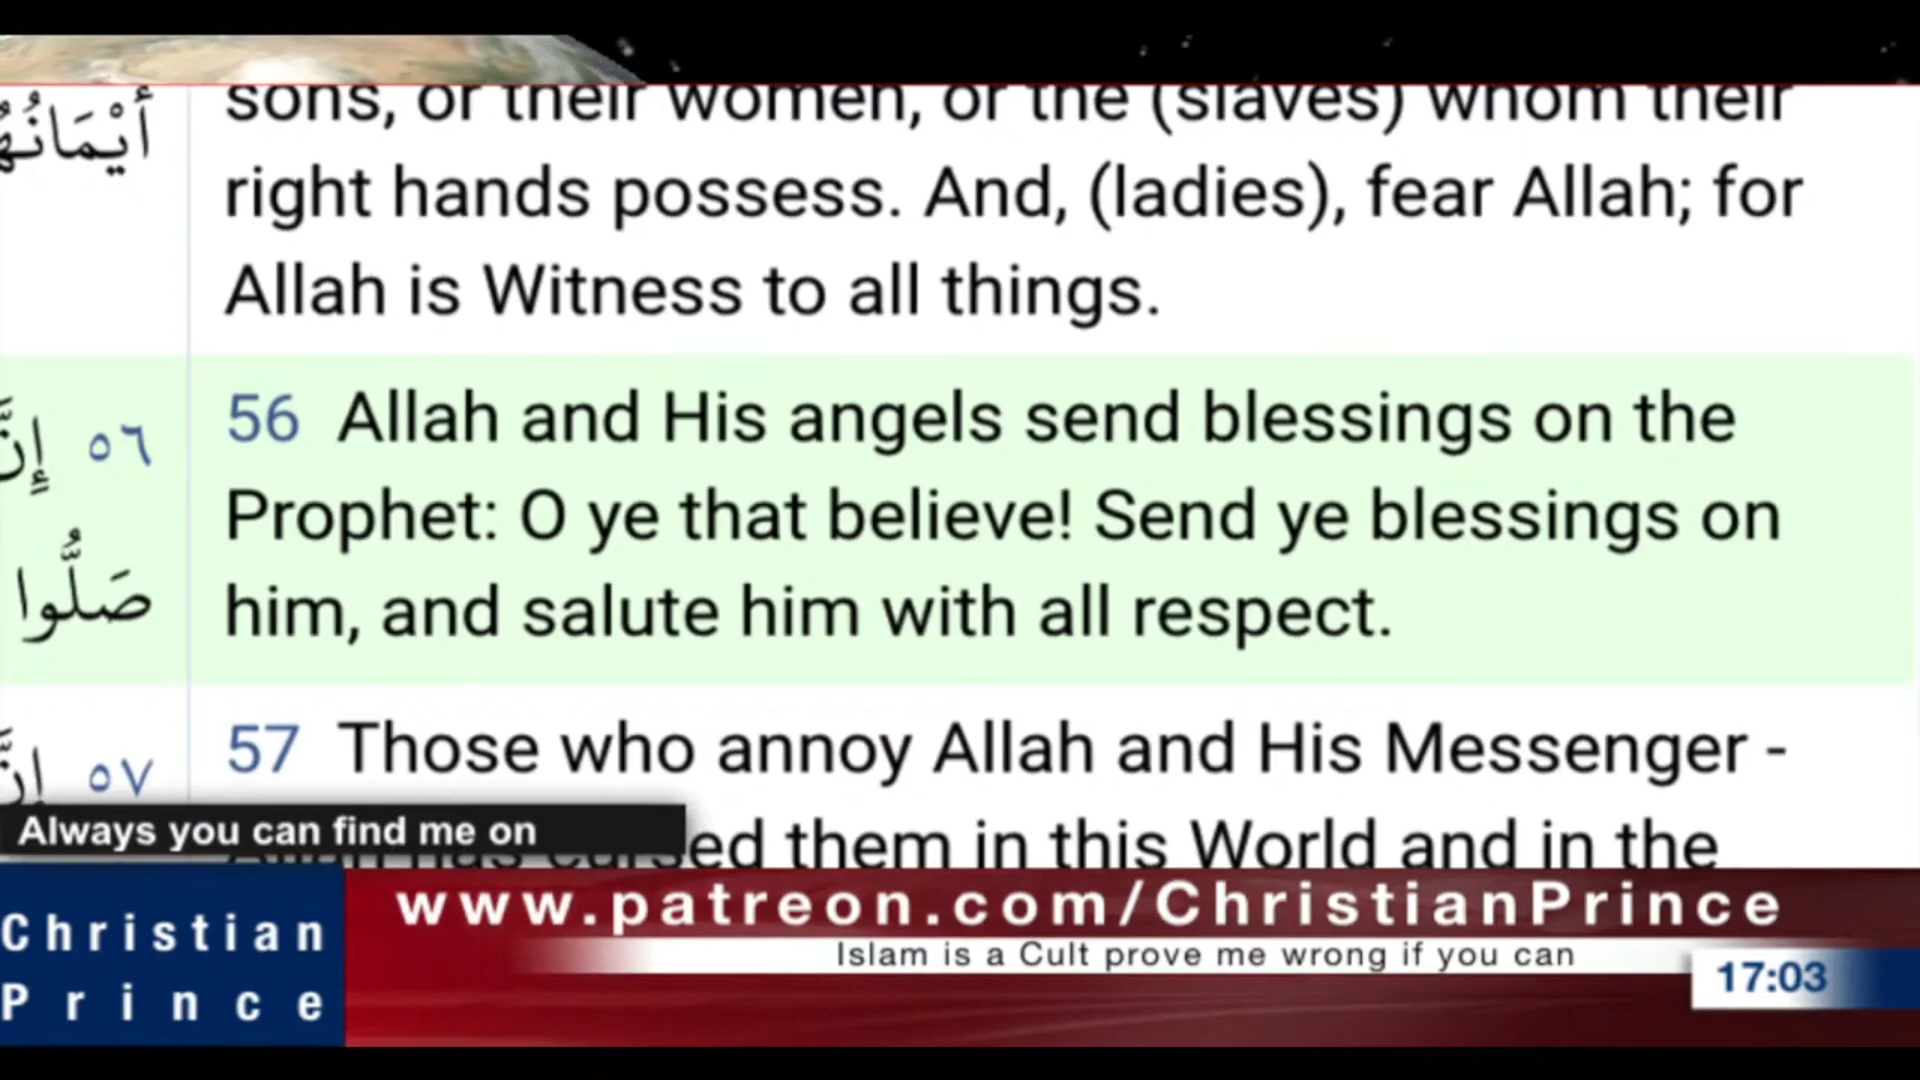 sons, or their women, or the (slaves) whom their
right hands possess. And, (ladies), fear Allah; for
Allah is Witness to all things.
56 Allah and His angels send blessings on the
Prophet: O ye that believe! Send ye blessings on
him, and salute him with all respect.
57 Those who annoy Allah and His Messenger -
Allah has cursed them in this World and in the
٥٦ إِنَّ
صَلُّوا
٥٧ إِنَّ
Always you can find me on
Christian
Prince
www.patreon.com/ChristianPrince
Islam is a Cult prove me wrong if you can
17:03